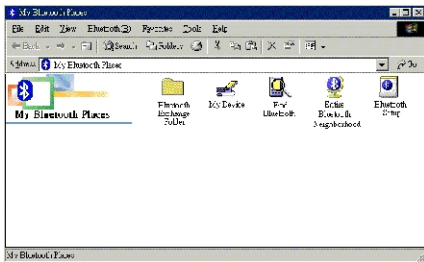 My Bluetooth Places
File Edit View Bluetooth(B) Favorites Tools Help
Back Search Folders
Address My Bluetooth Places Go
My Bluetooth Places
Bluetooth Exchange Folder
My Device
Find Bluetooth
Entire Bluetooth Neighborhood
Bluetooth Setup
My Bluetooth Places